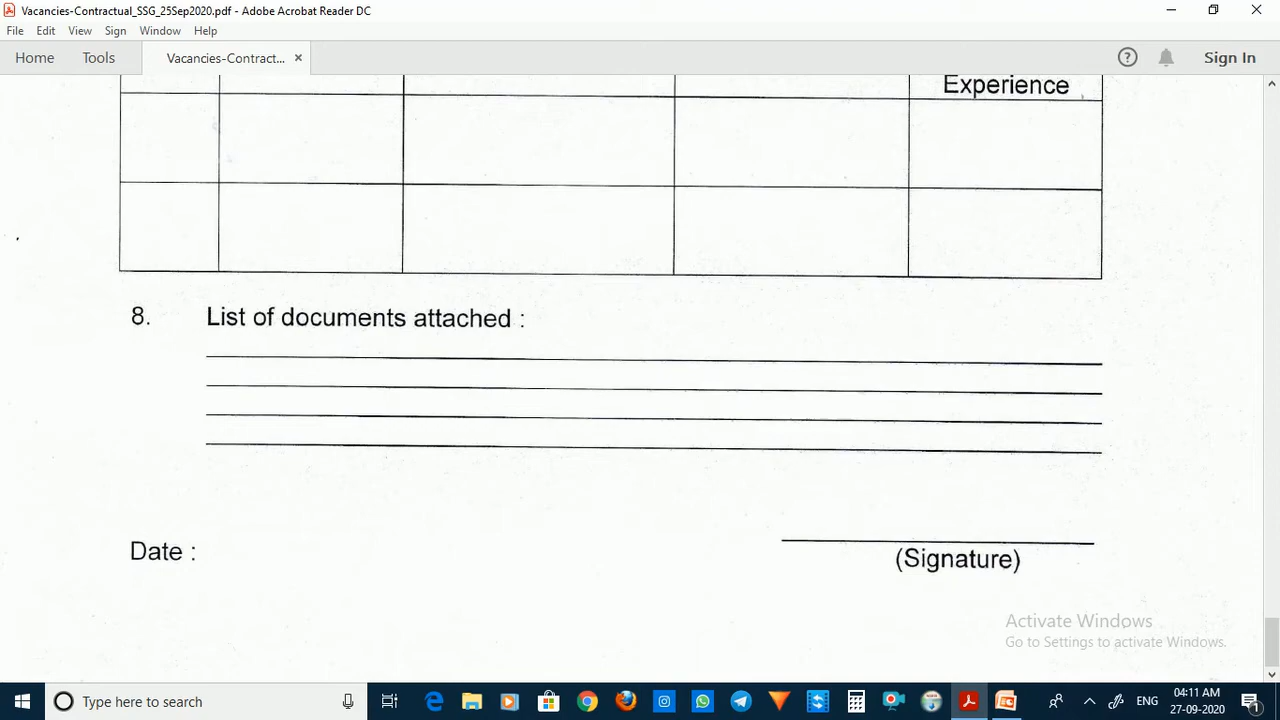 Vacancies-Contractual_SSG_25Sep2020.pdf - Adobe Acrobat Reader DC
File Edit View Sign Window Help
Home Tools Vacancies-Contract... × Sign In
Experience
8. List of documents attached :
Date :
(Signature)
Activate Windows
Go to Settings to activate Windows.
Type here to search
ENG 04:11 AM
27-09-2020
1